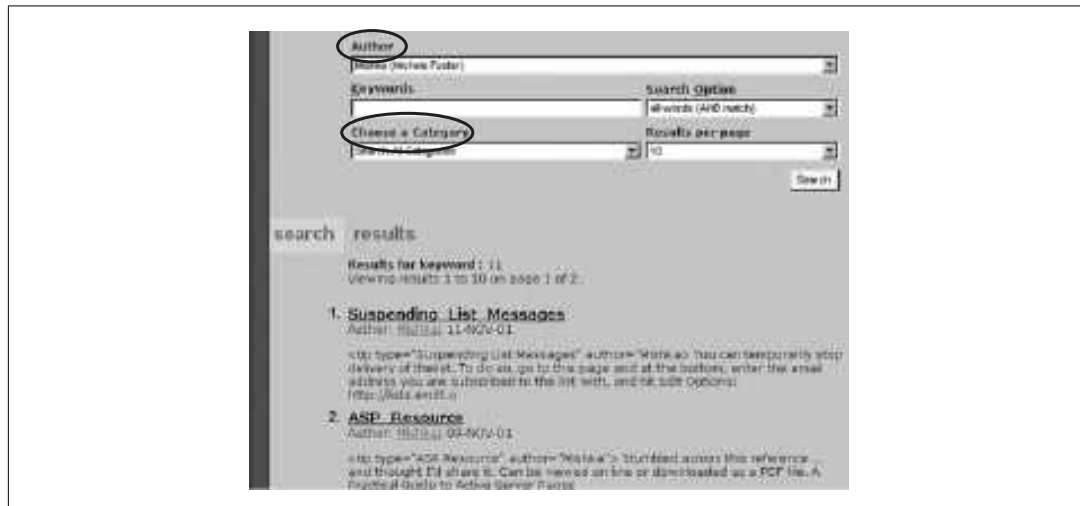 Author
(Michele Foster)
Keywords
Search Option
all words (AND match)
Choose a Category
Results per page
Search All Categories
10
Search
search results
Results for keyword : 11
Viewing results 1 to 10 on page 1 of 2.
1. Suspending List Messages
Author: 11-NOV-01
<tip type="Suspending List Messages" author= You can temporarily stop
delivery of the list. To do so, go to this page and at the bottom, enter the email
address you are subscribed to the list with, and hit Edit Options:
2. ASP Resource
Author: 09-NOV-01
<tip type="ASP Resource" author= Stumbled across this reference
and thought I'd share it. Can be viewed on line or downloaded as a PDF file. A
Practical Guide to Active Server Pages